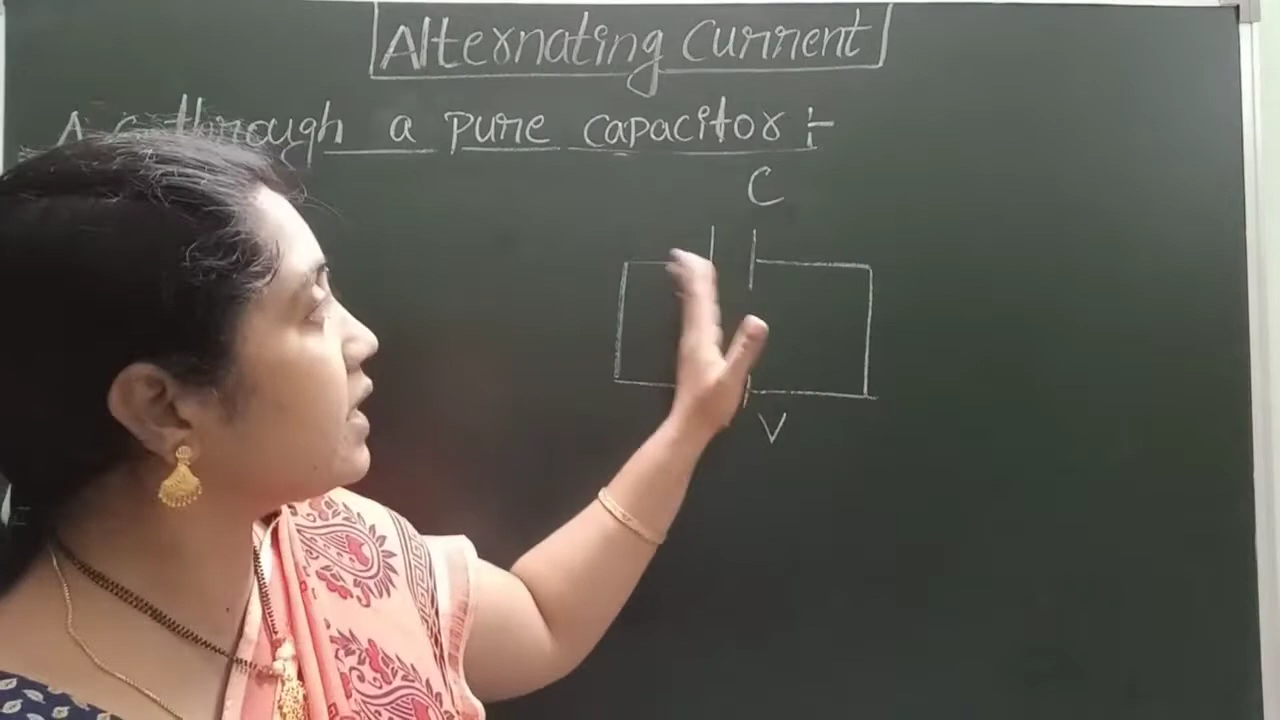 Alternating Current
A.C through a pure capacitor :-
C
V